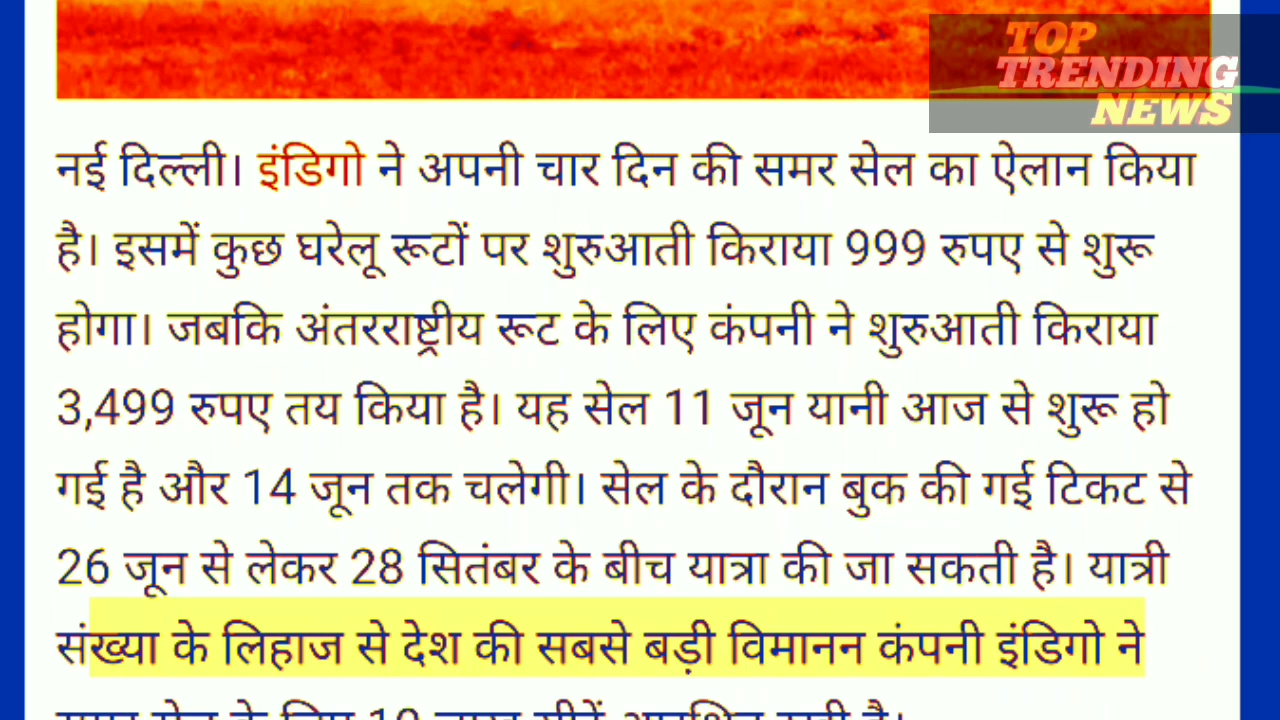 TOP
TRENDING
NEWS
नई दिल्ली। इंडिगो ने अपनी चार दिन की समर सेल का ऐलान किया
है। इसमें कुछ घरेलू रूटों पर शुरुआती किराया 999 रुपए से शुरू
होगा। जबकि अंतरराष्ट्रीय रूट के लिए कंपनी ने शुरुआती किराया
3,499 रुपए तय किया है। यह सेल 11 जून यानी आज से शुरू हो
गई है और 14 जून तक चलेगी। सेल के दौरान बुक की गई टिकट से
26 जून से लेकर 28 सितंबर के बीच यात्रा की जा सकती है। यात्री
संख्या के लिहाज से देश की सबसे बड़ी विमानन कंपनी इंडिगो ने